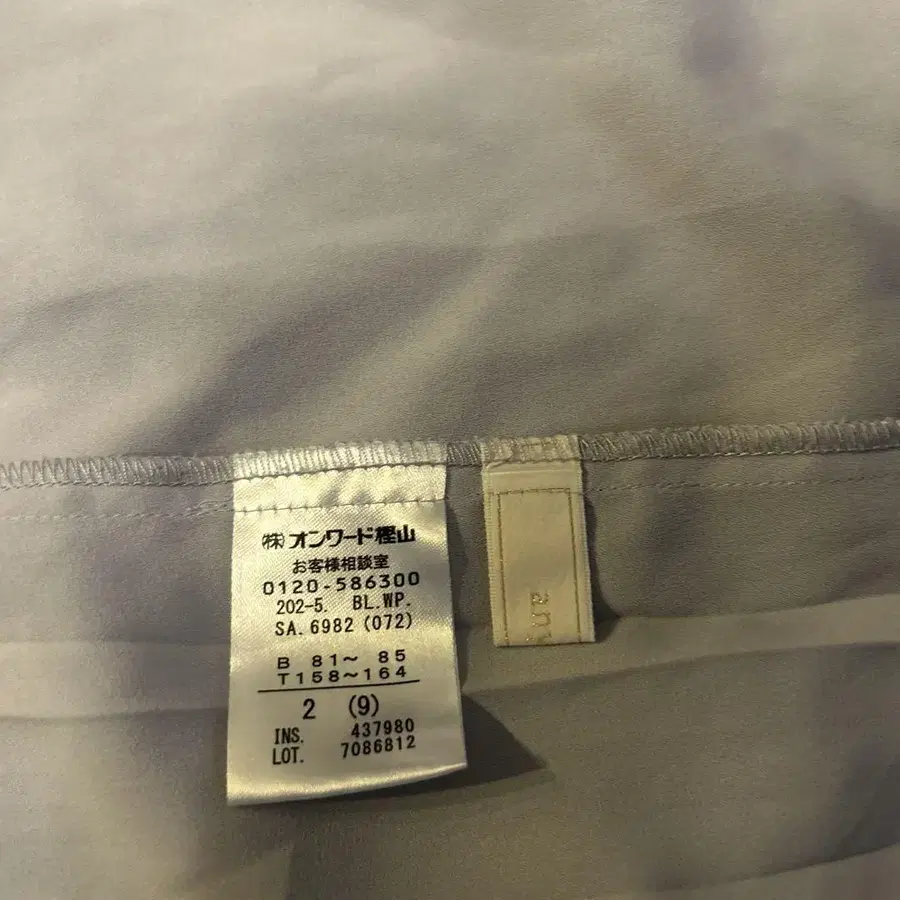 ㈱オンワード樫山
お客様相談室
0120-586300
202-5. BL.WP.
SA.6982(072)
B 81~ 85
T158~164
2 (9)
INS. 437980
LOT. 7086812